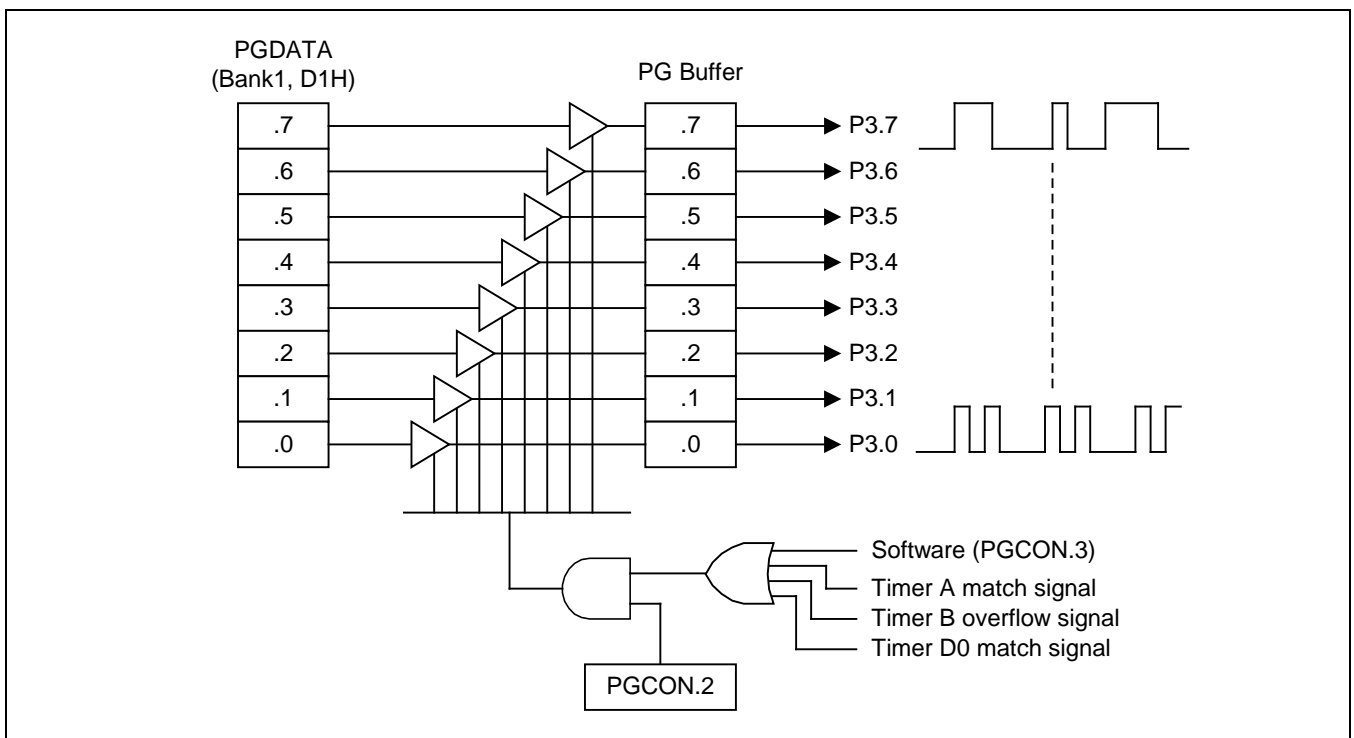 PGDATA
(Bank1, D1H)
PG Buffer
.7
.7
P3.7
.6
.6
P3.6
.5
.5
P3.5
.4
.4
P3.4
.3
.3
P3.3
.2
.2
P3.2
.1
.1
P3.1
.0
.0
P3.0
Software (PGCON.3)
Timer A match signal
Timer B overflow signal
Timer D0 match signal
PGCON.2